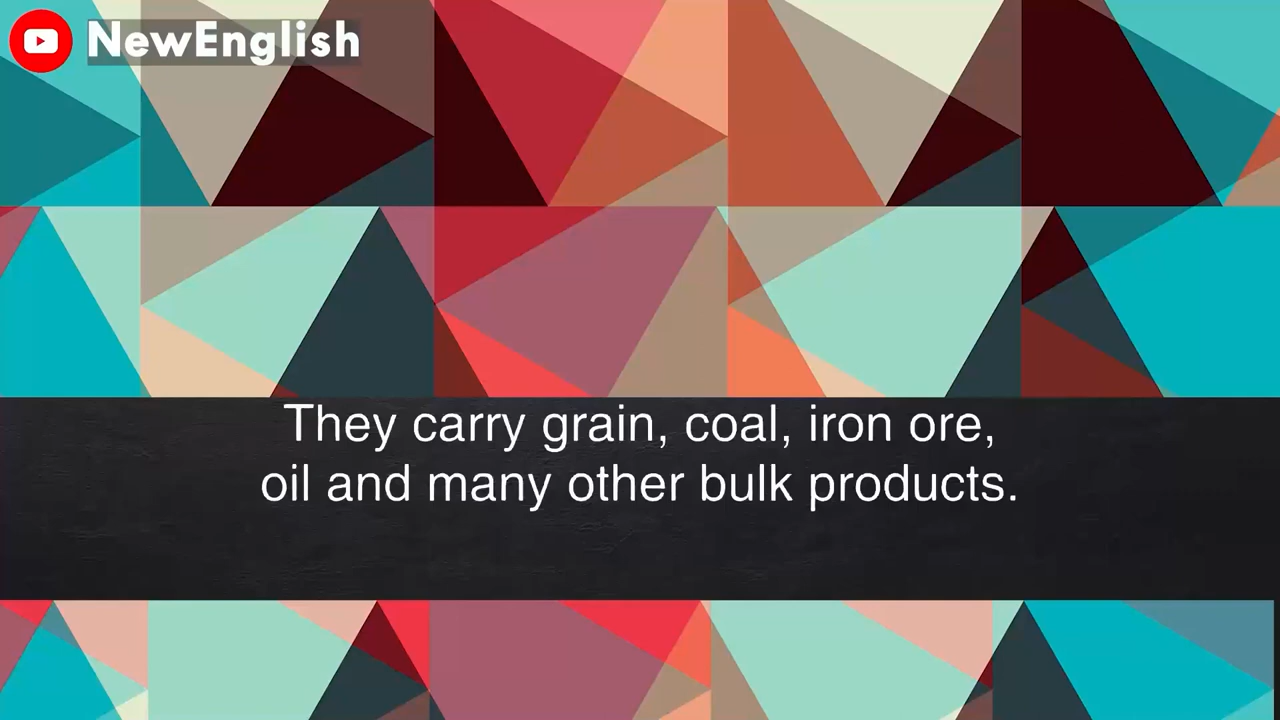 NewEnglish
They carry grain, coal, iron ore,
oil and many other bulk products.